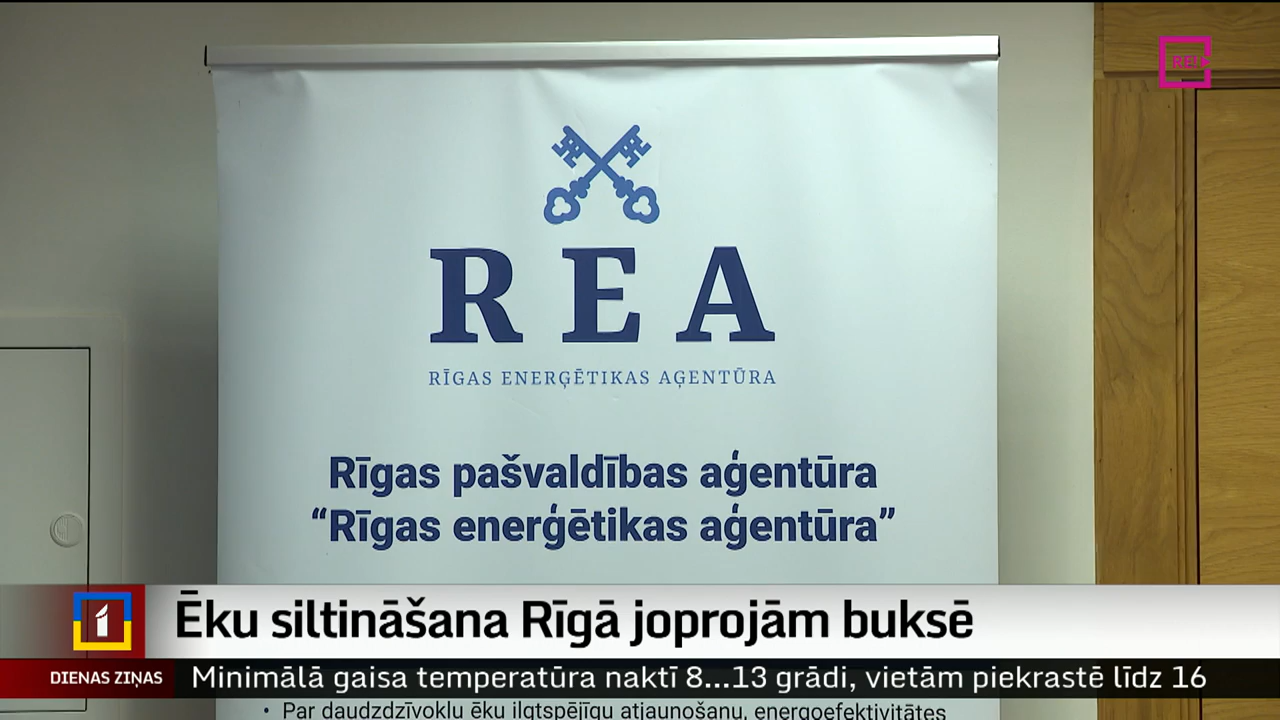 REA
RĪGAS ENERĢĒTIKAS AĢENTŪRA
Rīgas pašvaldības aģentūra
“Rīgas enerģētikas aģentūra”
1
Ēku siltināšana Rīgā joprojām buksē
DIENAS ZIŅAS
Minimālā gaisa temperatūra naktī 8...13 grādi, vietām piekrastē līdz 16
• Par daudzdzīvokļu ēku ilgtspējīgu atjaunošanu, energoefektivitātes